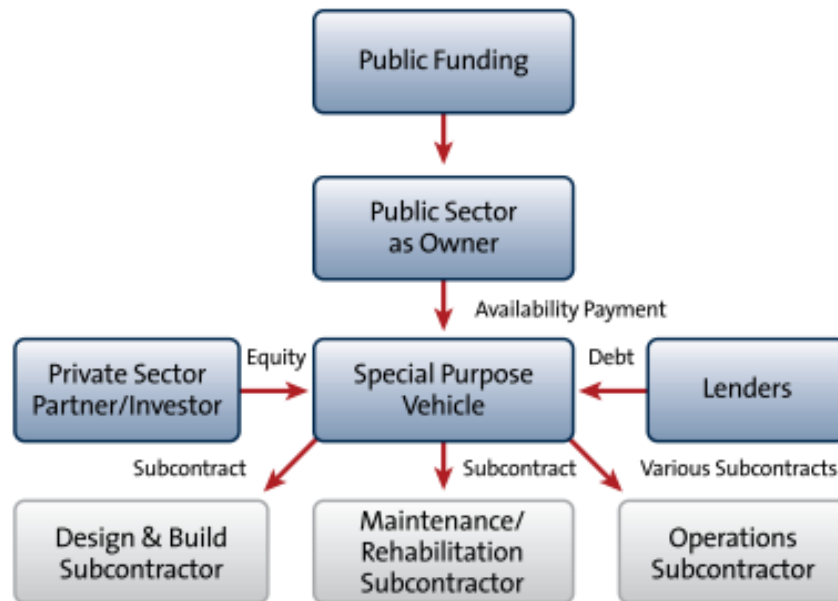 Public Funding
Public Sector
as Owner
Availability Payment
Private Sector
Partner/Investor
Equity
Special Purpose
Vehicle
Debt
Lenders
Subcontract
Subcontract
Various Subcontracts
Design & Build
Subcontractor
Maintenance/
Rehabilitation
Subcontractor
Operations
Subcontractor